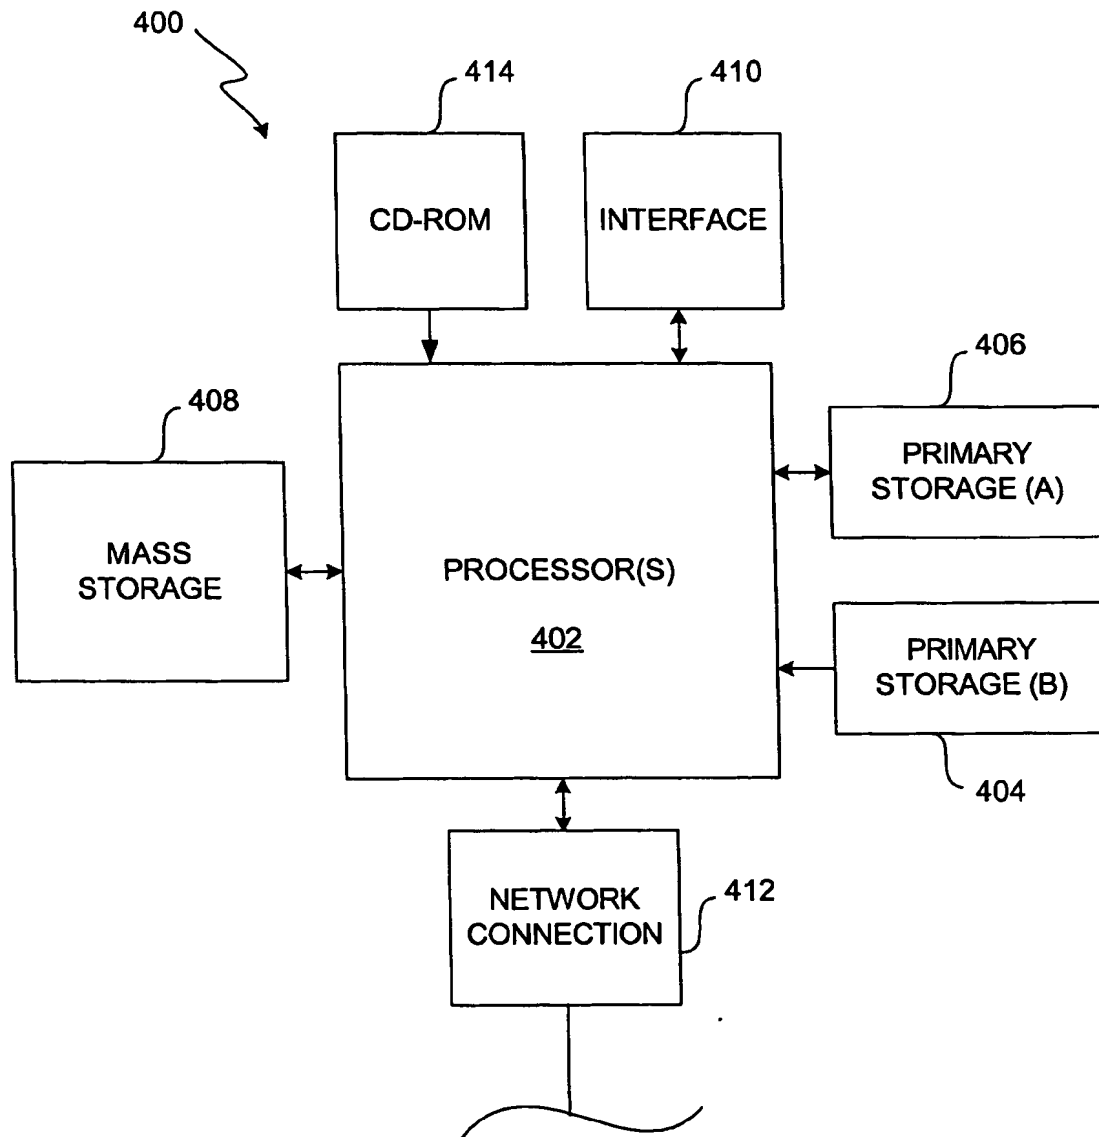 400
414
410
CD-ROM
INTERFACE
406
408
PRIMARY
STORAGE (A)
MASS
STORAGE
PROCESSOR(S)
402
PRIMARY
STORAGE (B)
404
NETWORK
CONNECTION
412